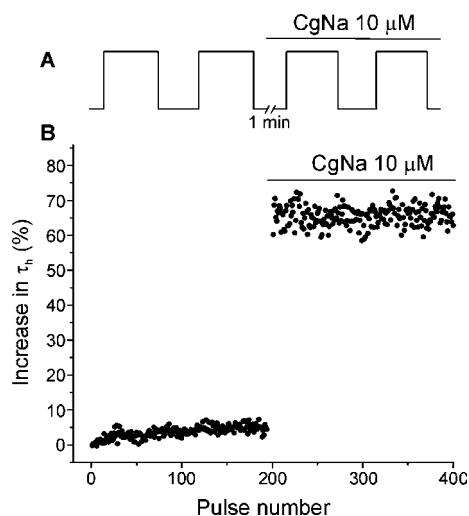 CgNa 10 μM
A
1 min
B
CgNa 10 μM
80
70
60
50
40
30
20
10
0
Increase in τh (%)
0 100 200 300 400
Pulse number